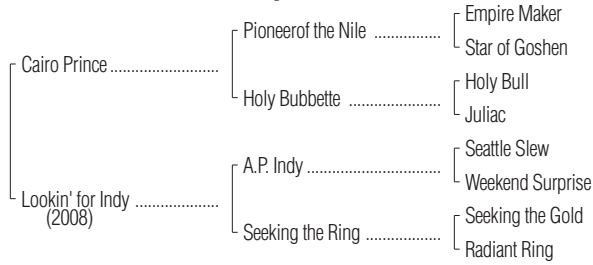 Empire Maker
Pioneerof the Nile ..................
Star of Goshen
Cairo Prince ........................
Holy Bull
Holy Bubbette .....................
Juliac
Seattle Slew
A.P. Indy ...............................
Weekend Surprise
Lookin' for Indy ..................
(2008)
Seeking the Gold
Seeking the Ring .................
Radiant Ring